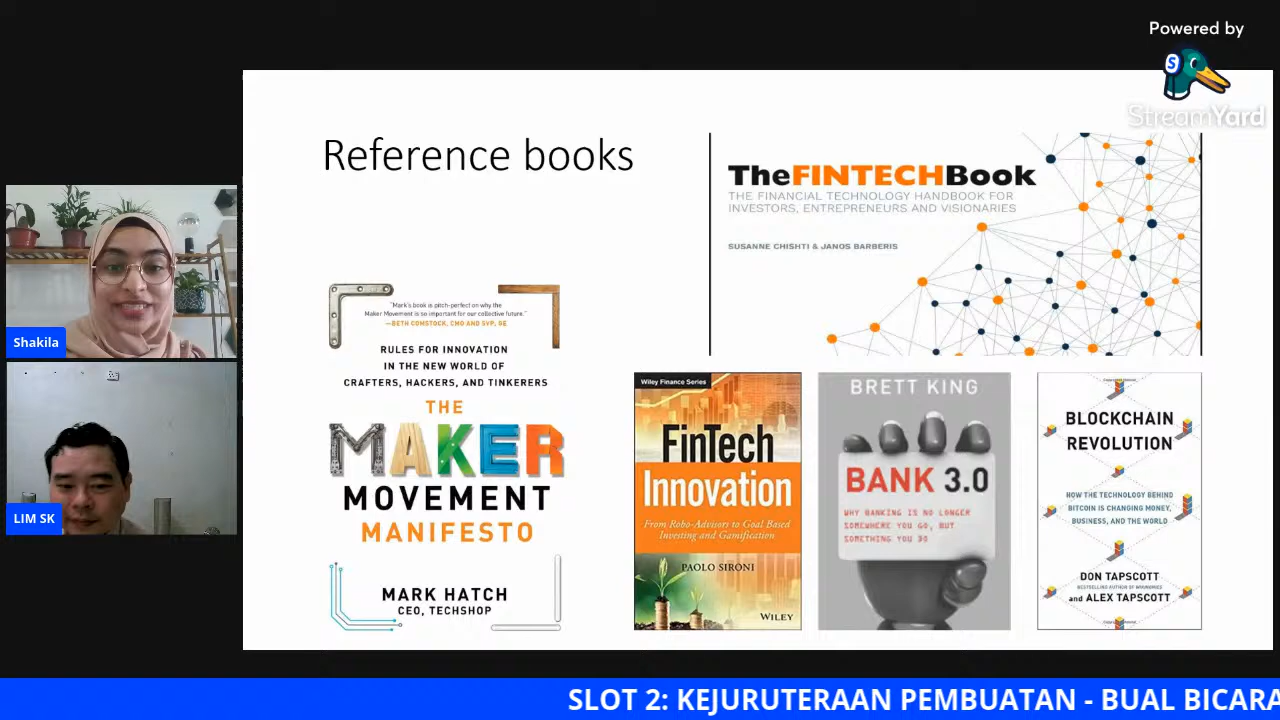 Powered by
StreamYard
Reference books
TheFINTECHBook
THE FINANCIAL TECHNOLOGY HANDBOOK FOR
INVESTORS, ENTREPRENEURS AND VISIONARIES
SUSANNE CHISHTI & JANOS BARBERIS
"Mark's book is pitch-perfect on why the
Maker Movement is so important for our collective future."
—BETH COMSTOCK, CMO AND SVP, GE
RULES FOR INNOVATION
IN THE NEW WORLD OF
CRAFTERS, HACKERS, AND TINKERERS
THE
MAKER
MOVEMENT
MANIFESTO
MARK HATCH
CEO, TECHSHOP
Wiley Finance Series
FinTech
Innovation
From Robo-Advisors to Goal Based
Investing and Gamification
PAOLO SIRONI
WILEY
BRETT KING
BANK 3.0
WHY BANKING IS NO LONGER
SOMEWHERE YOU GO, BUT
SOMETHING YOU DO
BLOCKCHAIN
REVOLUTION
HOW THE TECHNOLOGY BEHIND
BITCOIN IS CHANGING MONEY,
BUSINESS, AND THE WORLD
DON TAPSCOTT
BESTSELLING AUTHOR OF WIKINOMICS
and ALEX TAPSCOTT
Shakila
LIM SK
SLOT 2: KEJURUTERAAN PEMBUATAN - BUAL BICARA